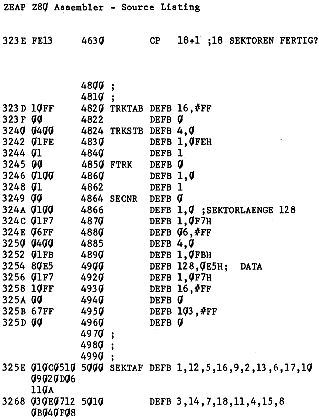 ZEAP Z80 Assembler - Source Listing
323E FE13 4630 CP 18+1 ;18 SEKTOREN FERTIG?
4800 ;
4810 ;
323D 10FF 4820 TRKTAB DEFB 16,#FF
323F 00 4822 DEFB 0
3240 0400 4824 TRKSTB DEFB 4,0
3242 01FE 4830 DEFB 1,0FEH
3244 01 4840 DEFB 1
3245 00 4850 FTRK DEFB 0
3246 0100 4860 DEFB 1,0
3248 01 4862 DEFB 1
3249 00 4864 SECNR DEFB 0
324A 0100 4866 DEFB 1,0 ;SEKTORLAENGE 128
324C 01F7 4870 DEFB 1,0F7H
324E 06FF 4880 DEFB 06,#FF
3250 0400 4885 DEFB 4,0
3252 01FB 4890 DEFB 1,0FBH
3254 80E5 4900 DEFB 128,0E5H; DATA
3256 01F7 4920 DEFB 1,0F7H
3258 10FF 4930 DEFB 16,#FF
325A 00 4940 DEFB 0
325B 67FF 4950 DEFB 103,#FF
325D 00 4960 DEFB 0
4970 ;
4980 ;
4990 ;
325E 010C0510 5000 SEKTAF DEFB 1,12,5,16,9,2,13,6,17,10
09020D06
110A
3268 030E0712 5010 DEFB 3,14,7,18,11,4,15,8
0B040F08